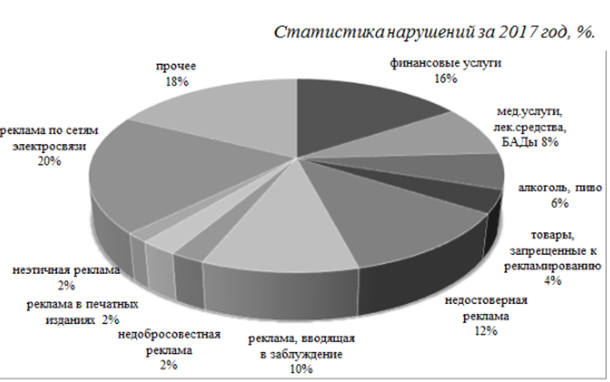 Статистика нарушений за 2017 год, %.
финансовые услуги
16%
мед.услуги,
лек.средства,
БАДы 8%
алкоголь, пиво
6%
товары,
запрещенные к
рекламированию
4%
недостоверная
реклама
12%
реклама, вводящая
в заблуждение
10%
недобросовестная
реклама
2%
реклама в печатных
изданиях 2%
неэтичная реклама
2%
реклама по сетям
электросвязи
20%
прочее
18%